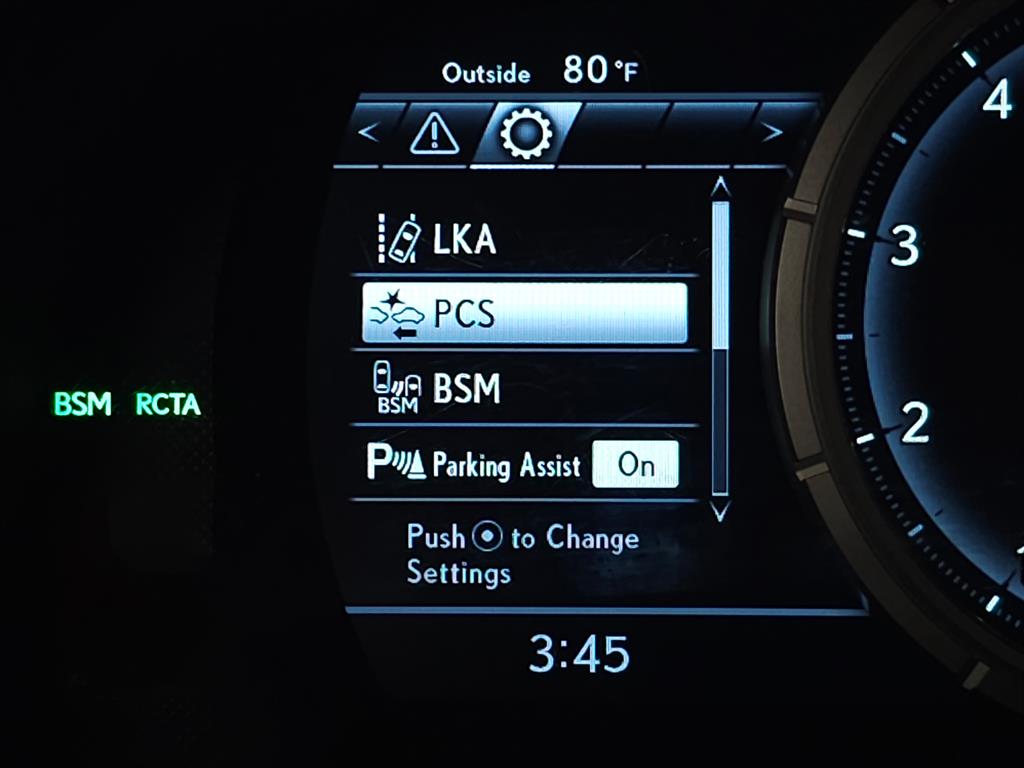 Outside 80 °F
LKA
PCS
BSM
BSM
Parking Assist On
Push to Change
Settings
3:45
BSM RCTA
4
3
2